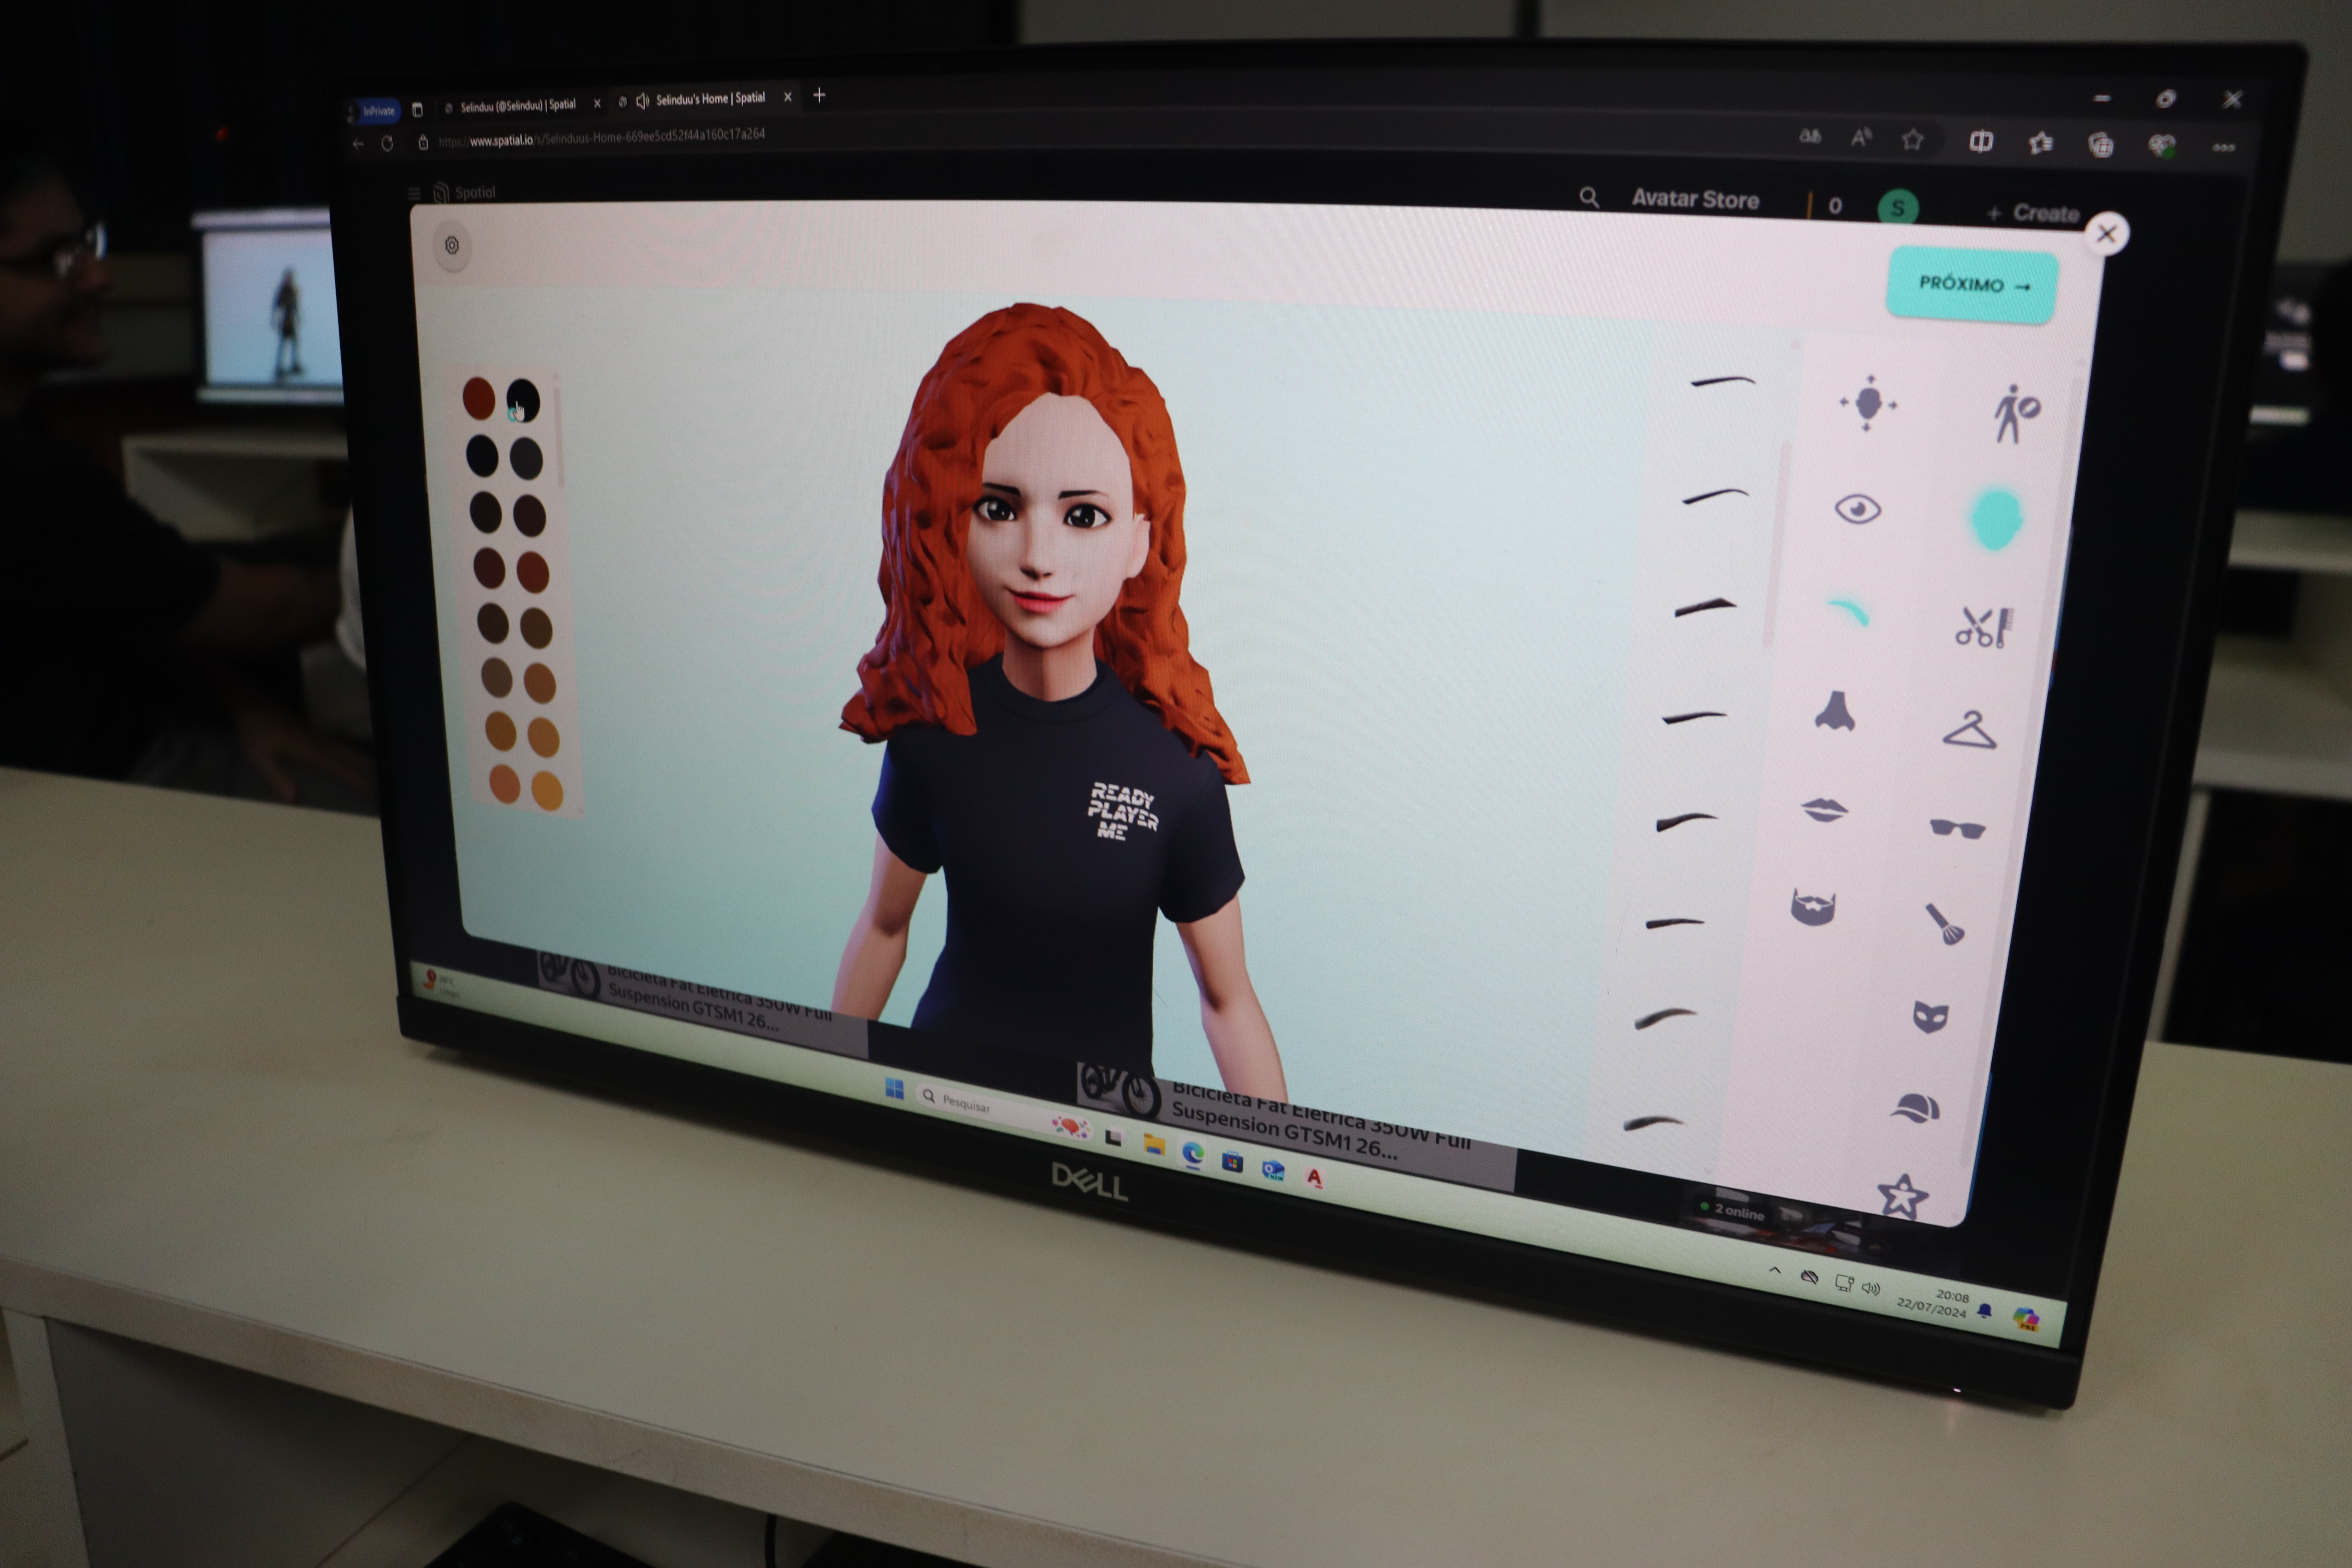 InPrivate
Selinduu (@Selinduu) | Spatial
Selinduu's Home | Spatial
https://www.spatial.io/s/Selinduus-Home-669ee5cd52f44a160c17a264
Spatial
Avatar Store
0
S
+ Create
PRÓXIMO →
READY
PLAYER
ME
Bicicleta Fat Elétrica 350W Full
Suspension GTSM1 26...
Bicicleta Fat Elétrica 350W Full
Suspension GTSM1 26...
2 online
Pesquisar
20:08
22/07/2024
DELL